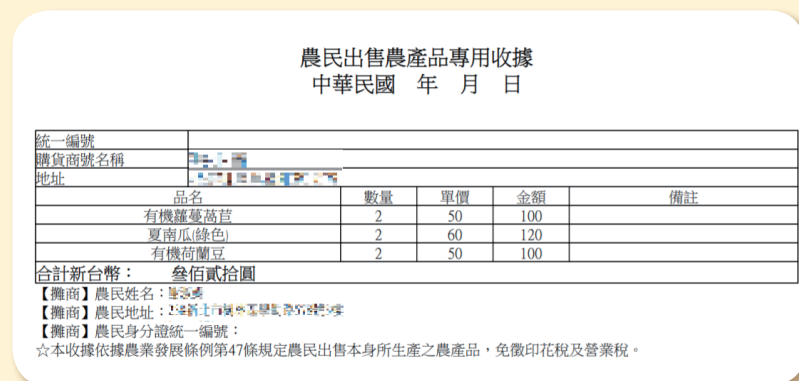 農民出售農產品專用收據
中華民國 年 月 日
統一編號
購貨商號名稱
地址
品名 數量 單價 金額 備註
有機蘿蔓萵苣 2 50 100
夏南瓜(綠色) 2 60 120
有機荷蘭豆 2 50 100
合計新台幣： 叄佰貳拾圓
【攤商】農民姓名：
【攤商】農民地址：
【攤商】農民身分證統一編號：
☆本收據依據農業發展條例第47條規定農民出售本身所生產之農產品，免徵印花稅及營業稅。